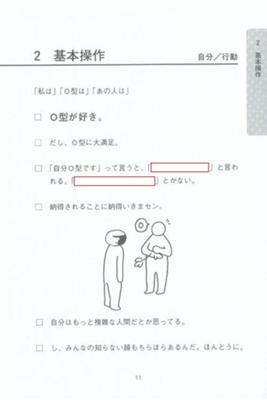 2 基本操作 自分／行動
2 基本操作
「私は」「O型は」「あの人は」
□ O型が好き。
□ だし、O型に大満足。
□ 「自分O型です」って言うと、「　　　」と言わ
れる。「　　　」とかない。
□ 納得されることに納得いきまセン。
O
□ 自分はもっと複雑な人間だとか思ってる。
□ し、みんなの知らない顔もちらほらあるんだ。ほんとうに。
11